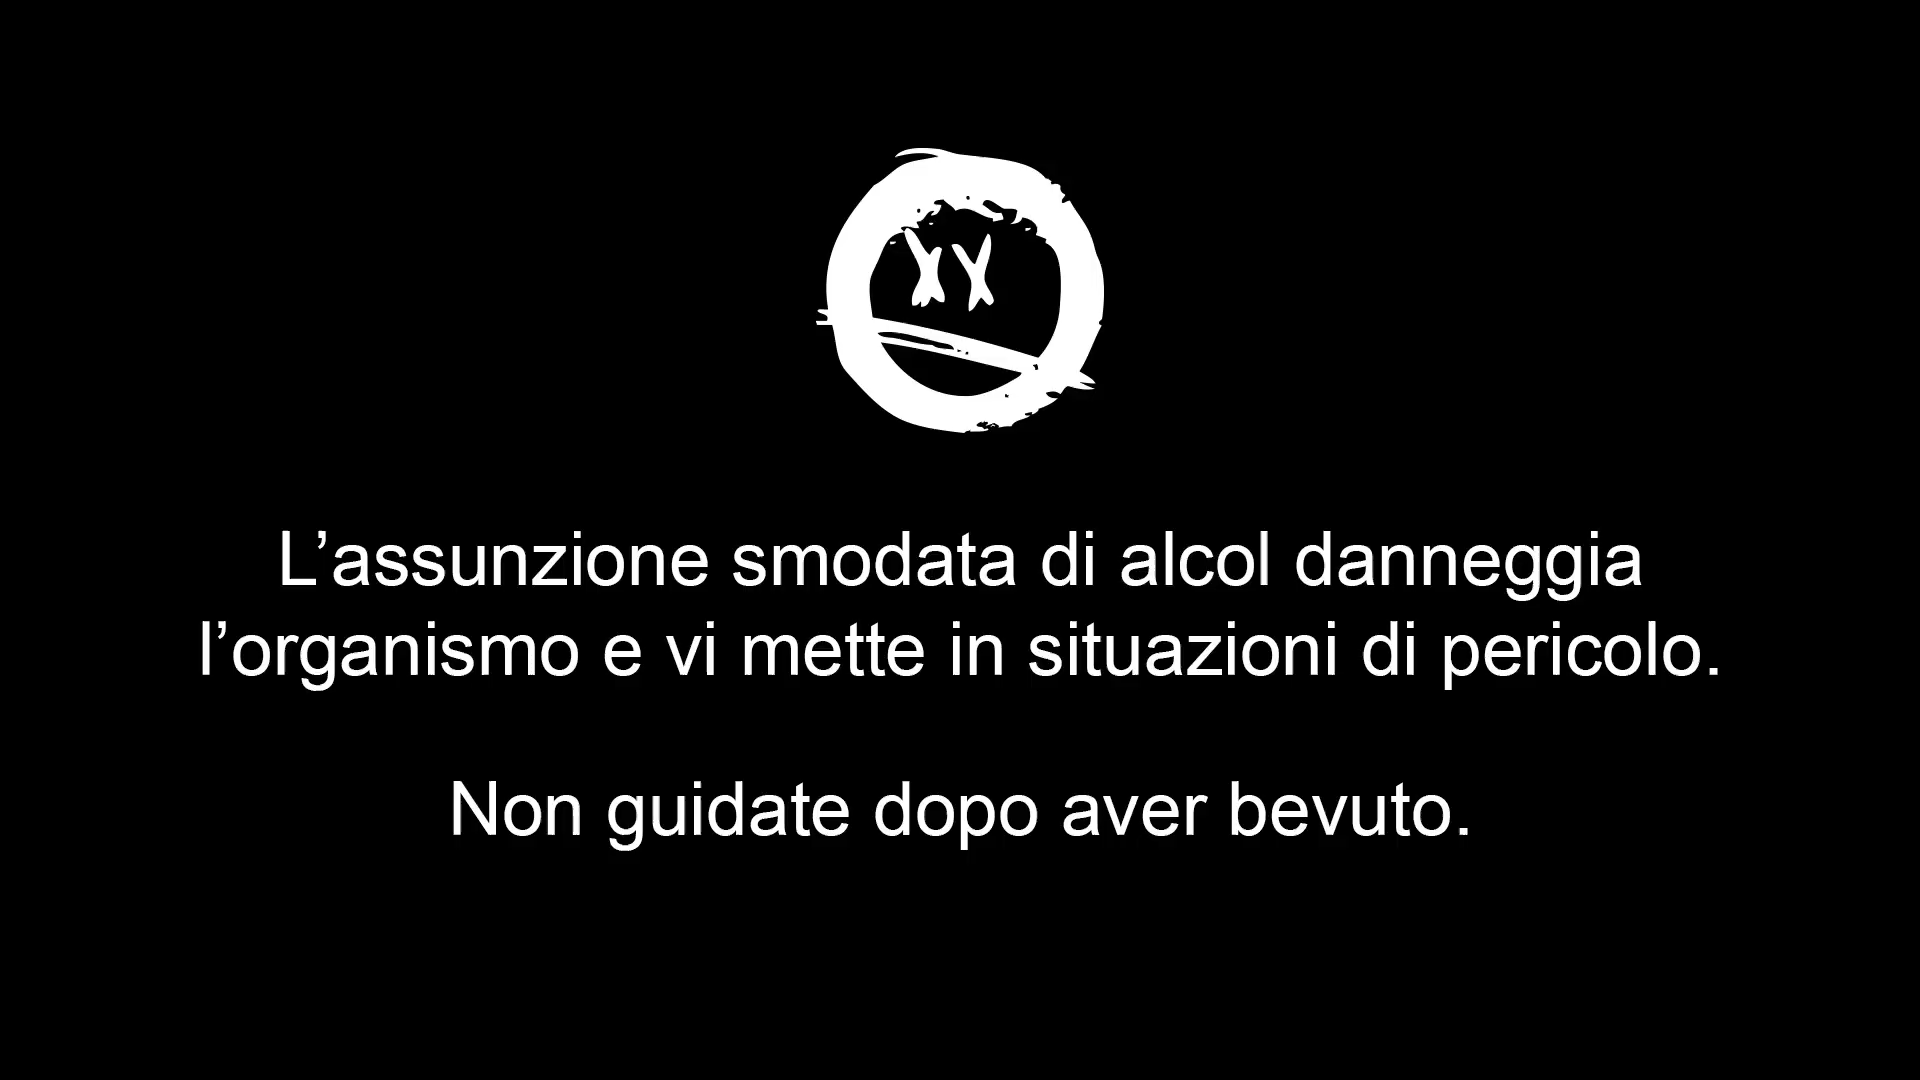 L’assunzione smodata di alcol danneggia
l’organismo e vi mette in situazioni di pericolo.
Non guidate dopo aver bevuto.